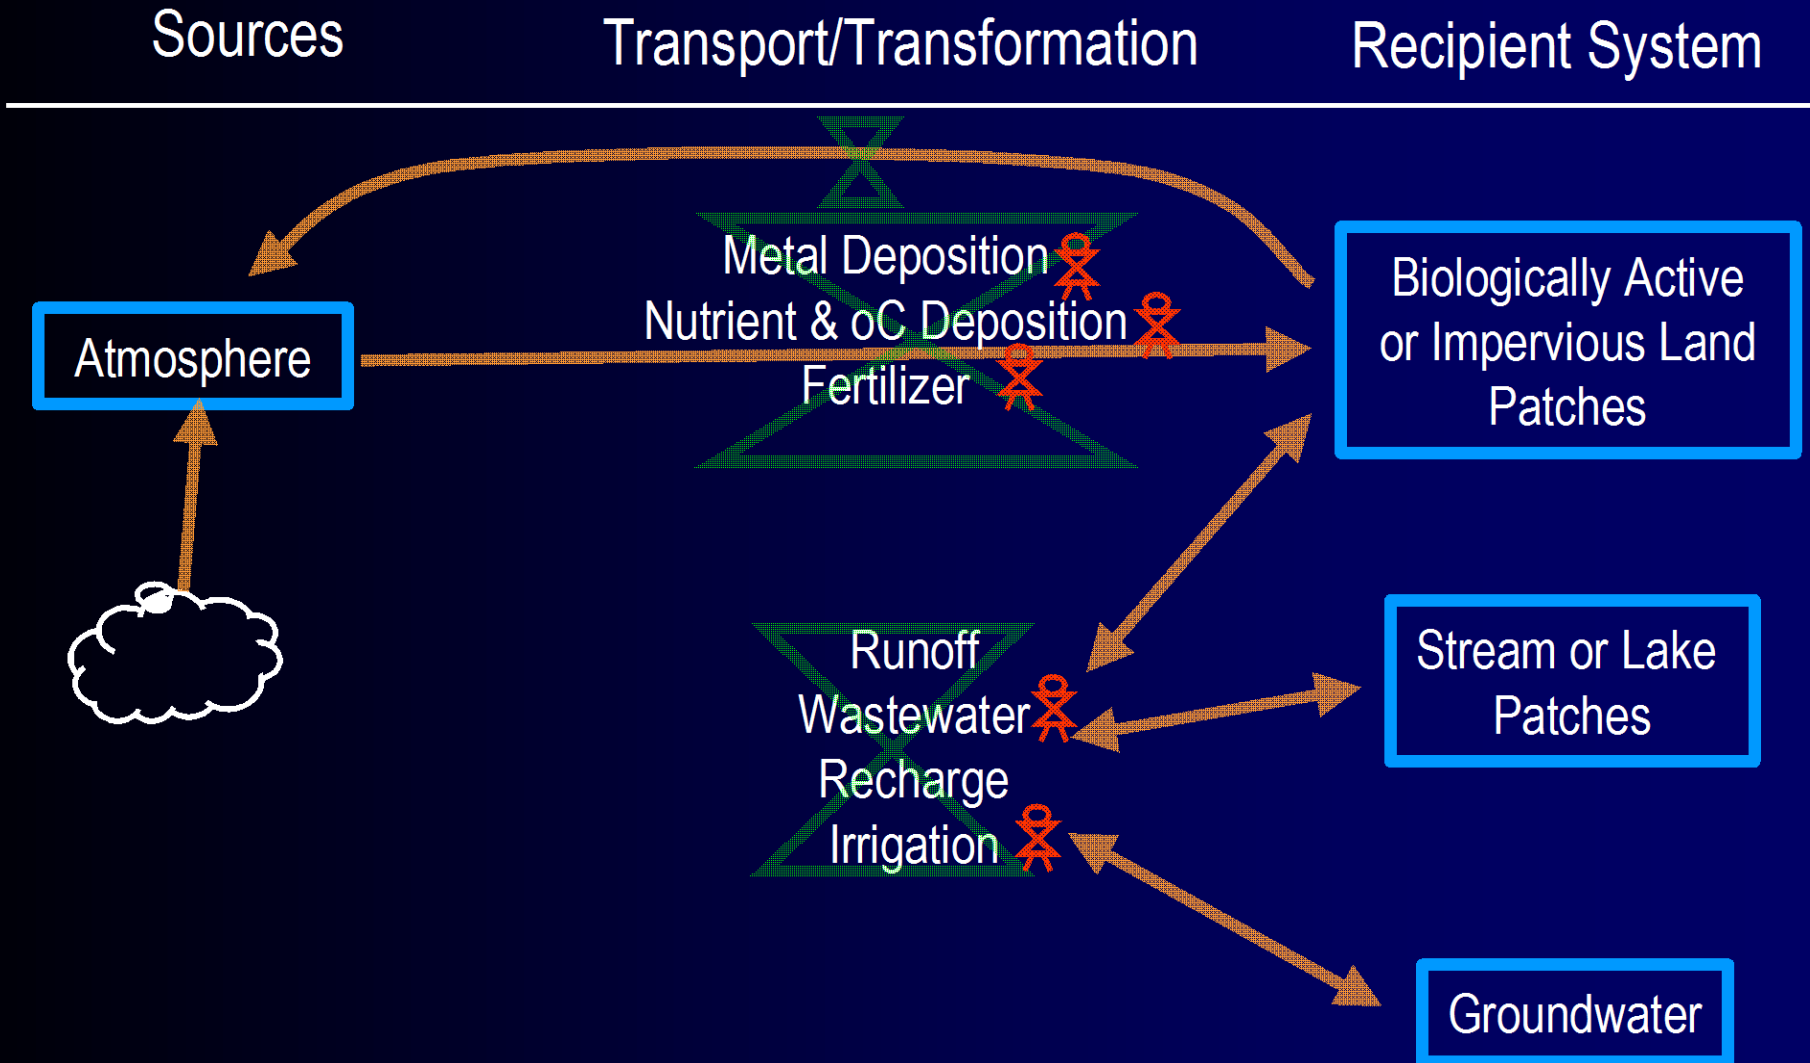 Sources
Transport/Transformation
Recipient System
Metal Deposition
Nutrient & oC Deposition
Fertilizer
Atmosphere
Biologically Active
or Impervious Land
Patches
Runoff
Wastewater
Recharge
Irrigation
Stream or Lake
Patches
Groundwater